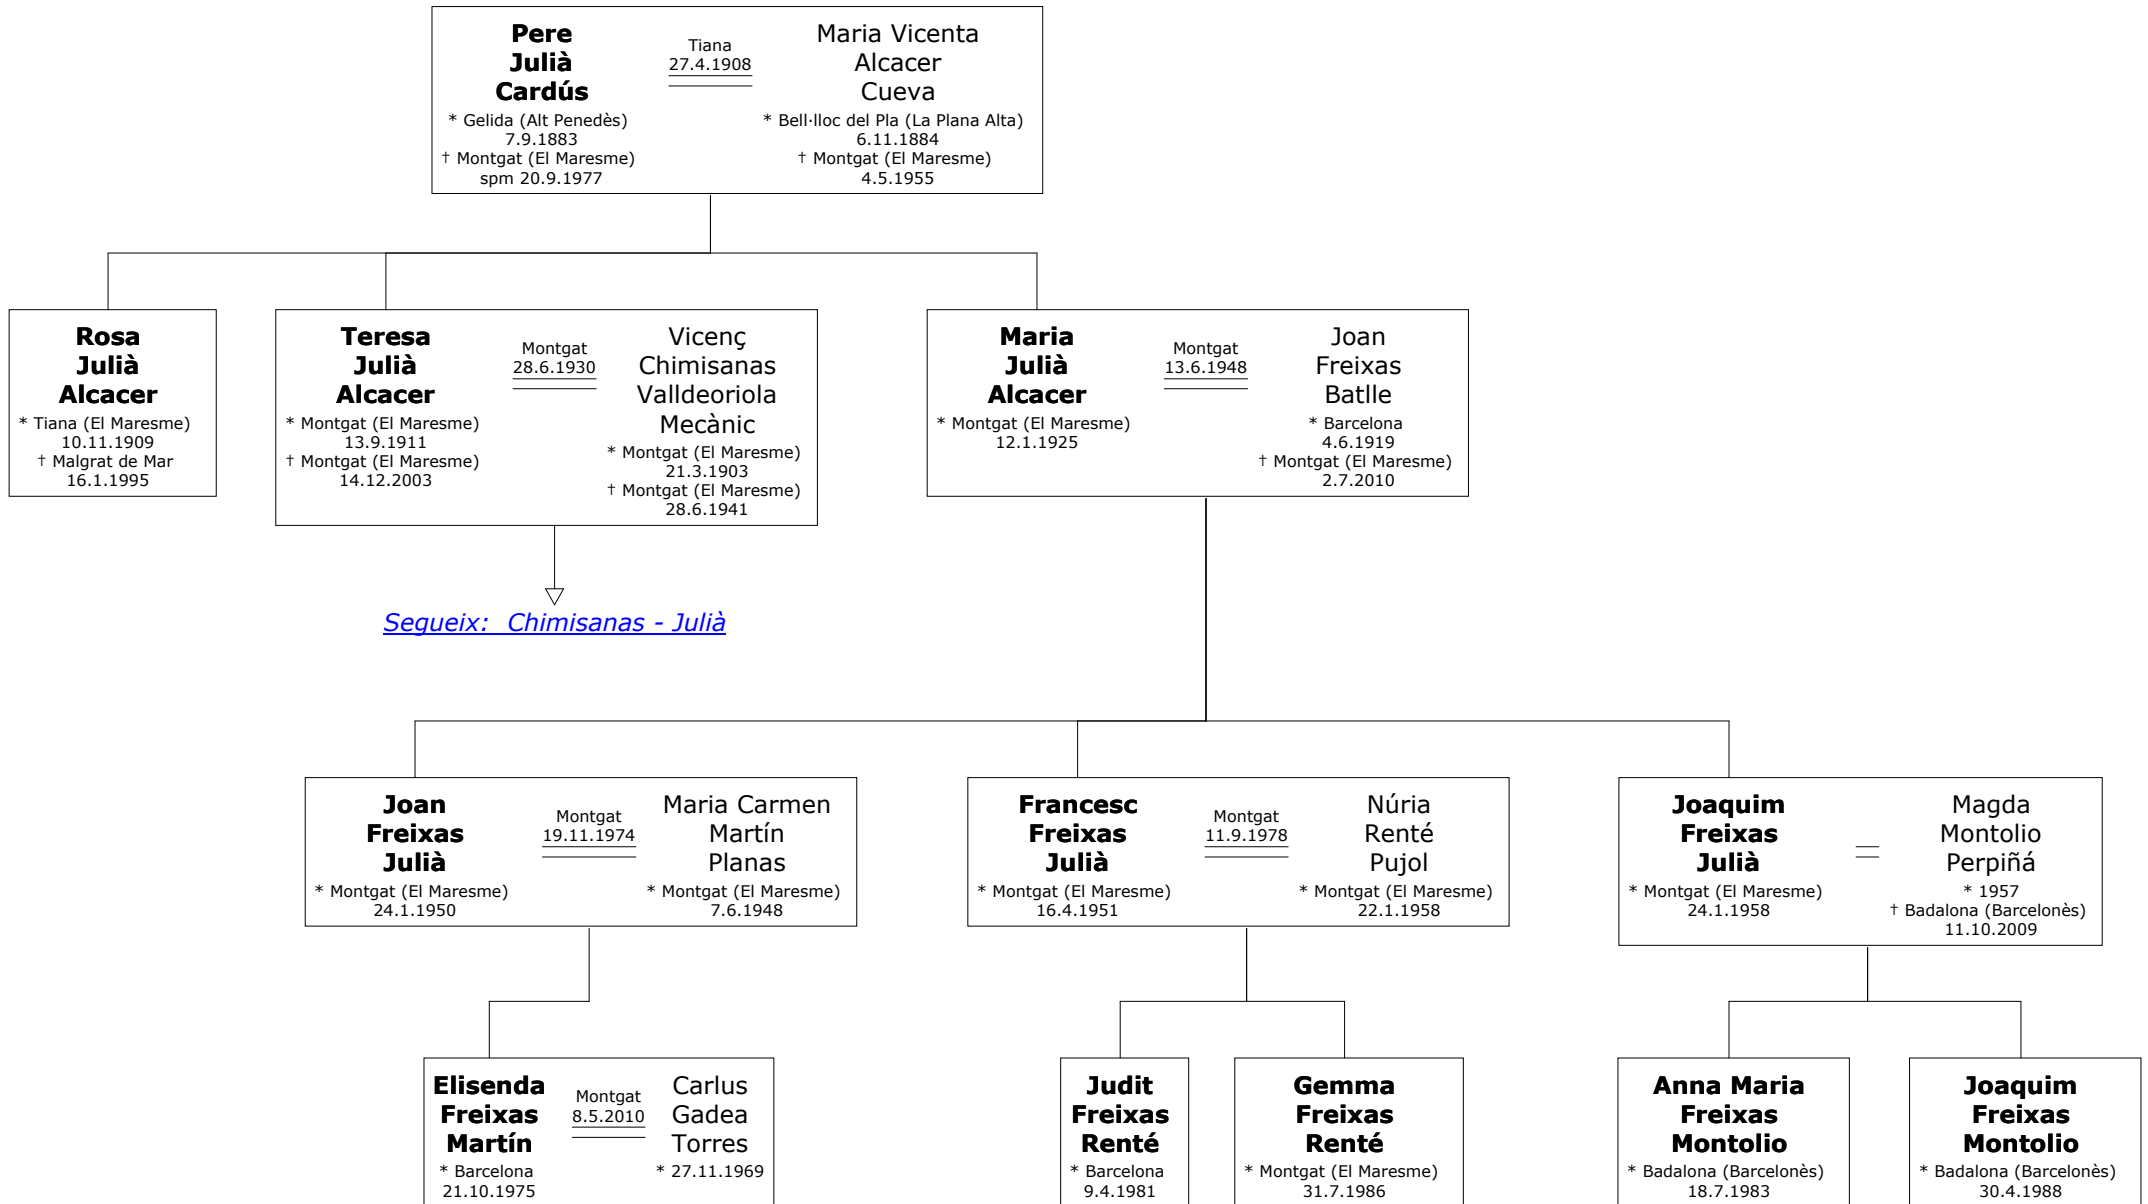 Pere
Julià
Cardús
* Gelida (Alt Penedès)
7.9.1883
† Montgat (El Maresme)
spm 20.9.1977
Tiana
27.4.1908
Maria Vicenta
Alcacer
Cueva
* Bell·lloc del Pla (La Plana Alta)
6.11.1884
† Montgat (El Maresme)
4.5.1955
Rosa
Julià
Alcacer
* Tiana (El Maresme)
10.11.1909
† Malgrat de Mar
16.1.1995
Teresa
Julià
Alcacer
* Montgat (El Maresme)
13.9.1911
† Montgat (El Maresme)
14.12.2003
Montgat
28.6.1930
Vicenç
Chimisanas
Valldeoriola
Mecànic
* Montgat (El Maresme)
21.3.1903
† Montgat (El Maresme)
28.6.1941
Maria
Julià
Alcacer
* Montgat (El Maresme)
12.1.1925
Montgat
13.6.1948
Joan
Freixas
Batlle
* Barcelona
4.6.1919
† Montgat (El Maresme)
2.7.2010
Segueix: Chimisanas - Julià
Joan
Freixas
Julià
* Montgat (El Maresme)
24.1.1950
Montgat
19.11.1974
Maria Carmen
Martín
Planas
* Montgat (El Maresme)
7.6.1948
Francesc
Freixas
Julià
* Montgat (El Maresme)
16.4.1951
Montgat
11.9.1978
Núria
Renté
Pujol
* Montgat (El Maresme)
22.1.1958
Joaquim
Freixas
Julià
* Montgat (El Maresme)
24.1.1958
Magda
Montolio
Perpiñá
* 1957
† Badalona (Barcelonès)
11.10.2009
Elisenda
Freixas
Martín
* Barcelona
21.10.1975
Montgat
8.5.2010
Carlus
Gadea
Torres
* 27.11.1969
Judit
Freixas
Renté
* Barcelona
9.4.1981
Gemma
Freixas
Renté
* Montgat (El Maresme)
31.7.1986
Anna Maria
Freixas
Montolio
* Badalona (Barcelonès)
18.7.1983
Joaquim
Freixas
Montolio
* Badalona (Barcelonès)
30.4.1988